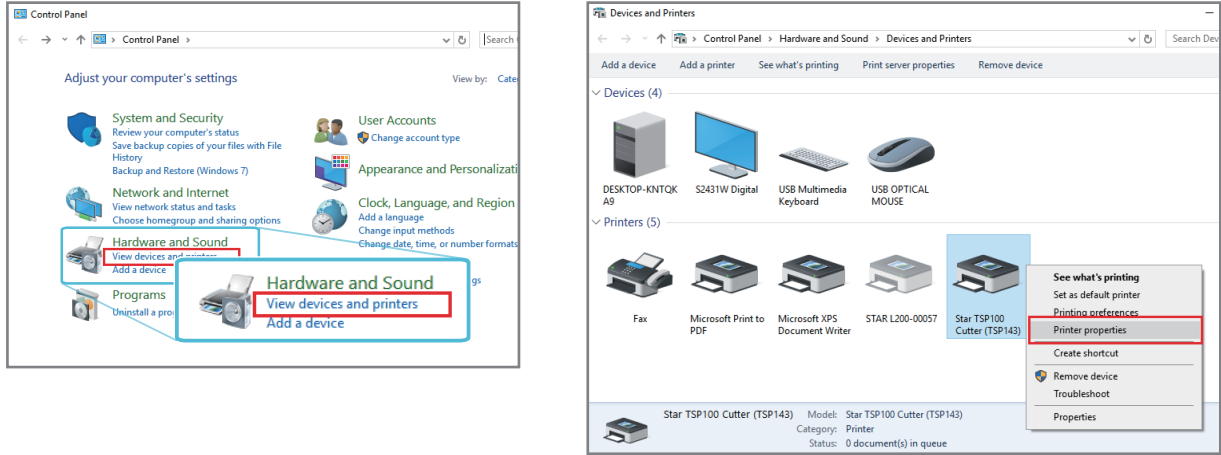 Control Panel
Control Panel
Search
Adjust your computer's settings
View by:
System and Security
Review your computer's status
Save backup copies of your files with File
History
Backup and Restore (Windows 7)
Network and Internet
View network status and tasks
Choose homegroup and sharing options
Hardware and Sound
View devices and printers
Add a device
Programs
Uninstall a
User Accounts
Change account type
Appearance and
Clock, Language, and Region
Add a language
Change input methods
Change date, time, or number formats
Hardware and Sound
View devices and printers
Add a device
Devices and Printers
Control Panel > Hardware and Sound > Devices and Printers
Search
Add a device Add a printer See what's printing Print server properties Remove device
Devices (4)
DESKTOP-KNTQK
A9
S2431W Digital
USB Multimedia
Keyboard
USB OPTICAL
MOUSE
Printers (5)
Fax
Microsoft Print to
PDF
Microsoft XPS
Document Writer
STAR L200-00057
Star TSP100
Cutter (TSP143)
See what's printing
Set as default printer
Printing preferences
Printer properties
Create shortcut
Remove device
Troubleshoot
Properties
Star TSP100 Cutter (TSP143) Model: Star TSP100 Cutter (TSP143)
Category: Printer
Status: 0 document(s) in queue